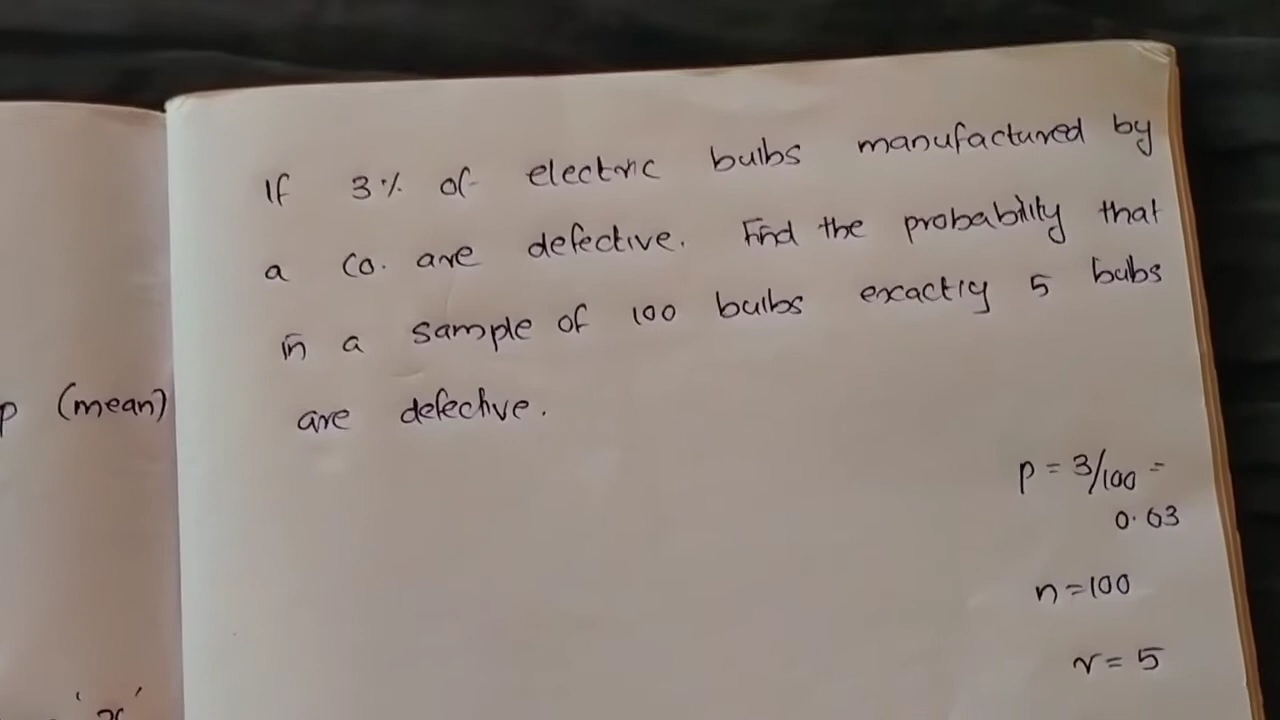 If 3% of electric bulbs manufactured by
a Co. are defective. Find the probability that
in a sample of 100 bulbs exactly 5 bubs
are defective.
p (mean)
p = 3/100 =
0.03
n = 100
r = 5
'x'